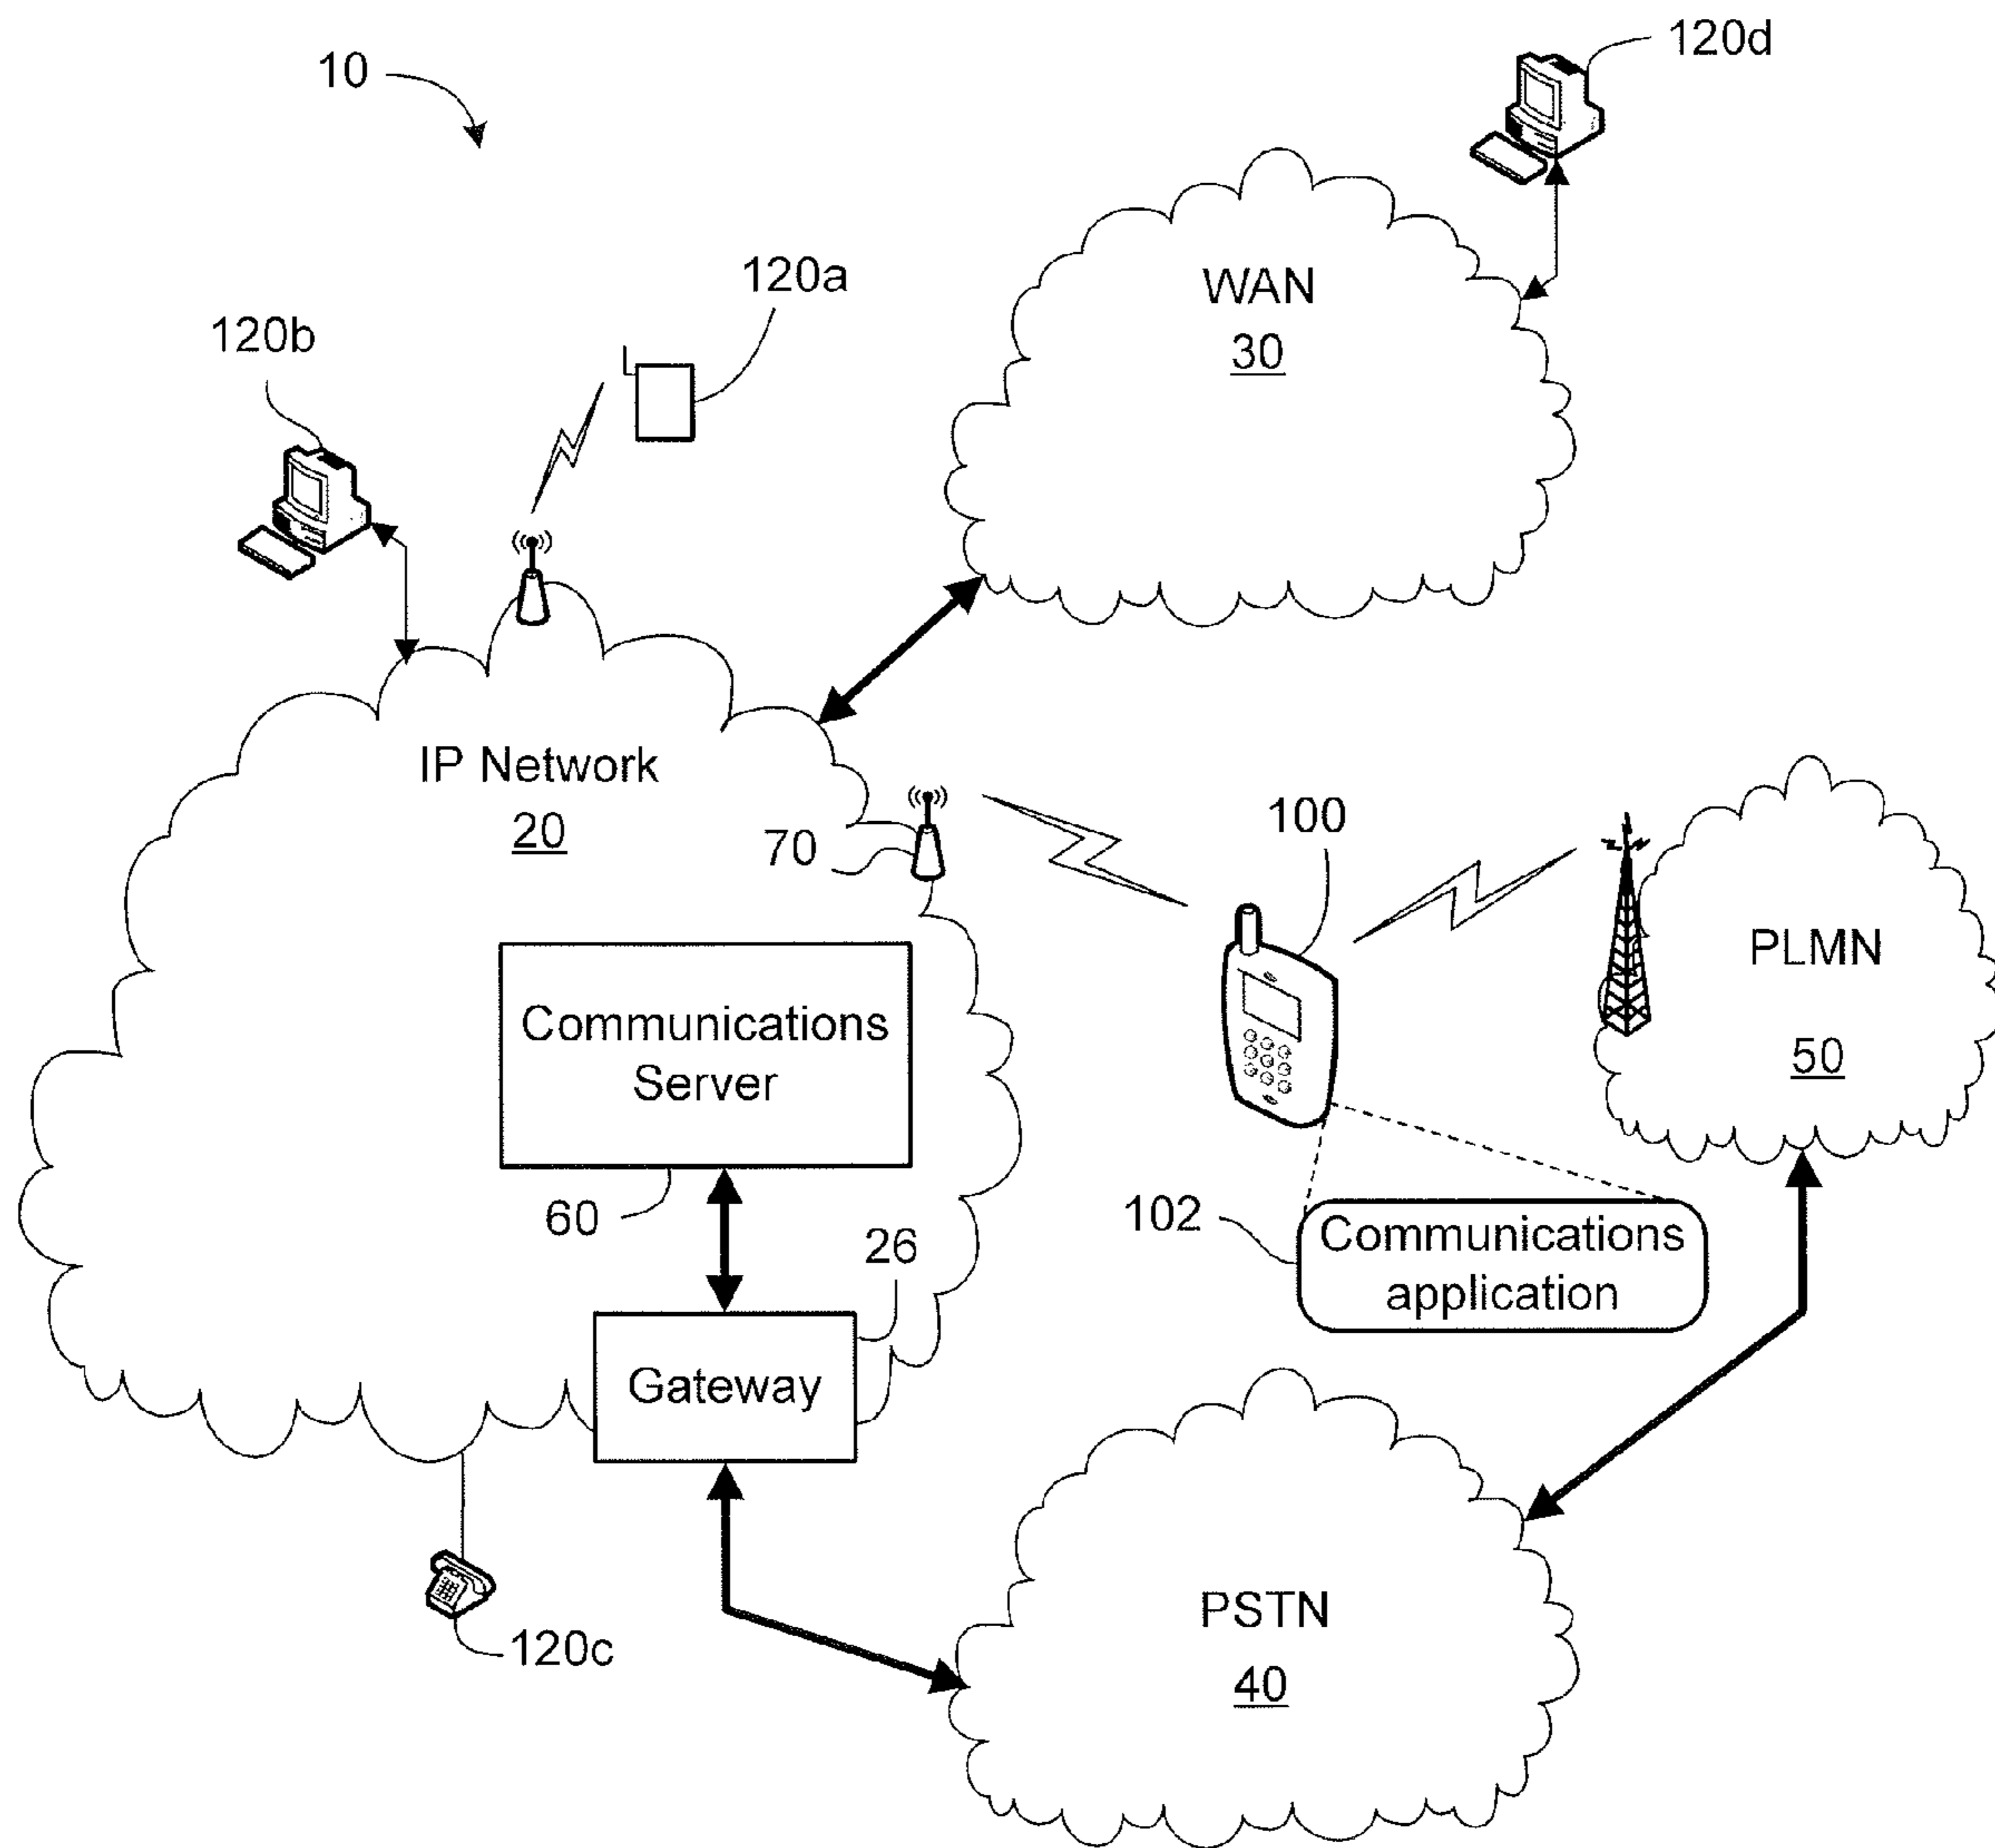 10
120d
120a
WAN
30
120b
IP Network
20
70
100
PLMN
50
Communications
Server
60
26
102
Communications
application
Gateway
120c
PSTN
40